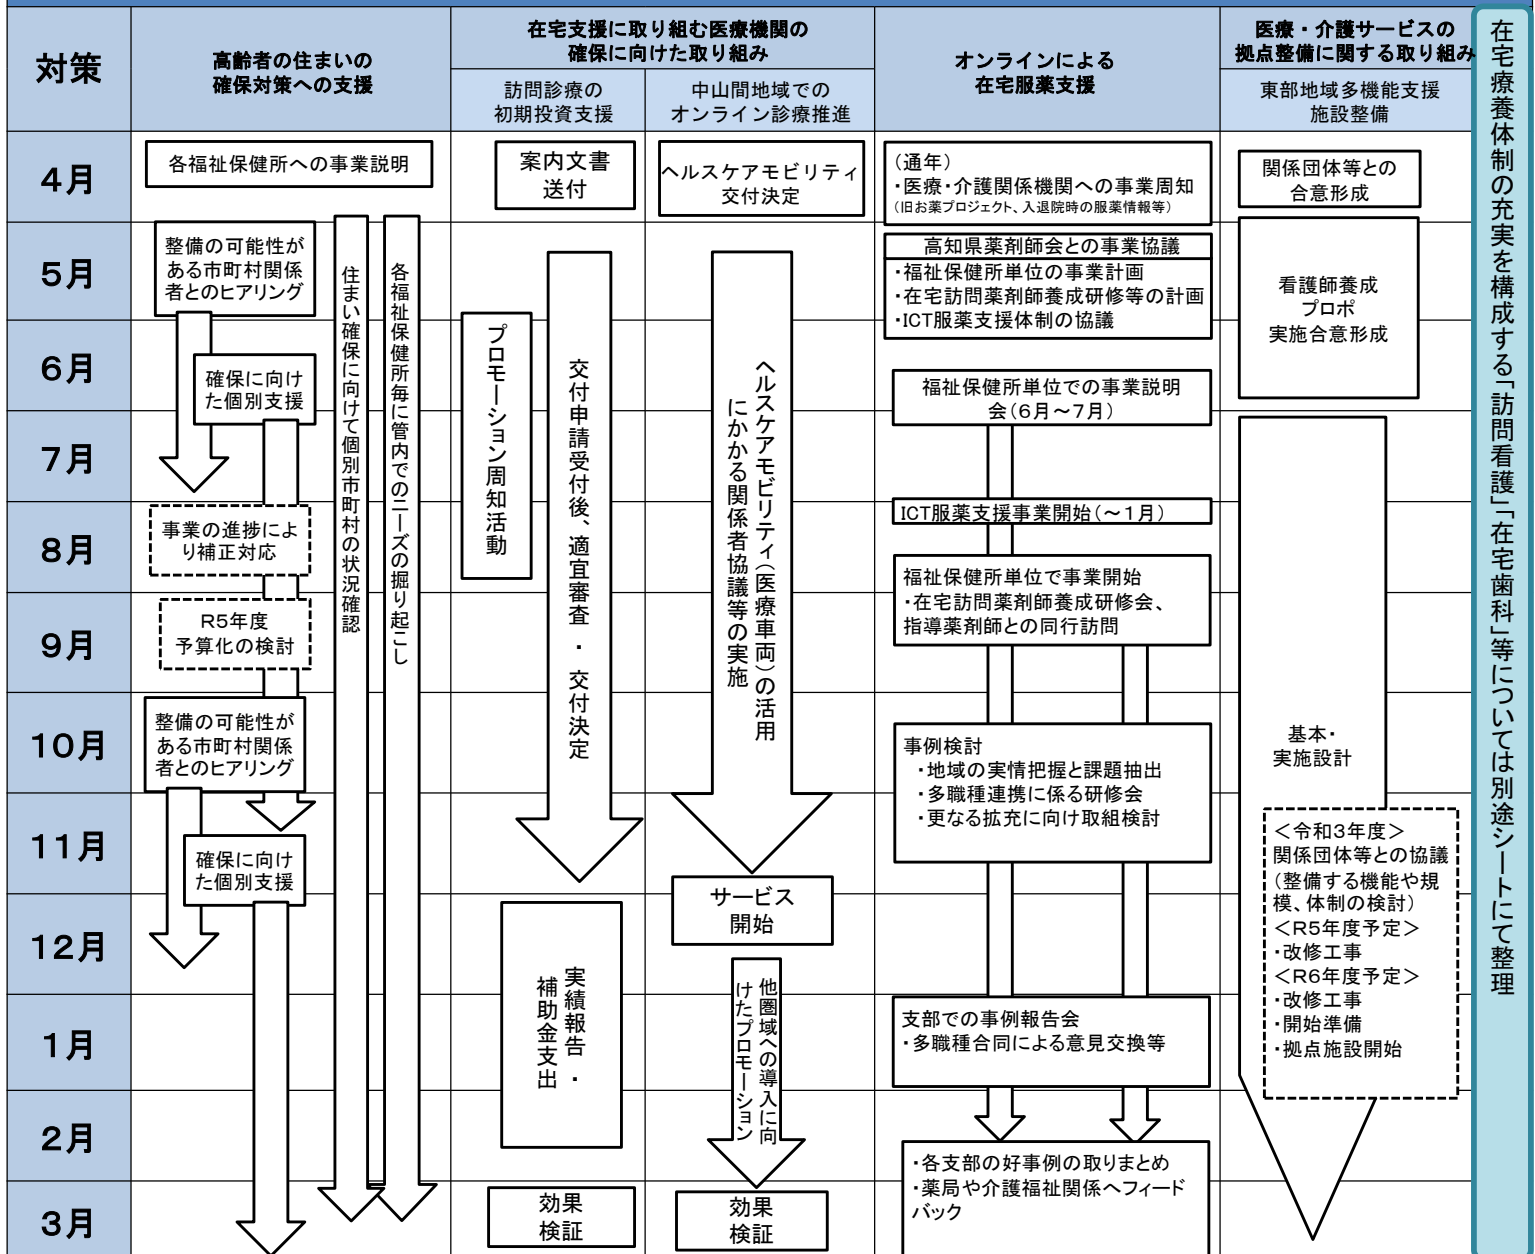 対策
高齢者の住まいの
確保対策への支援
在宅支援に取り組む医療機関の
確保に向けた取り組み
訪問診療の
初期投資支援
中山間地域での
オンライン診療推進
オンラインによる
在宅服薬支援
医療・介護サービスの
拠点整備に関する取り組み
東部地域多機能支援
施設整備
4月
5月
6月
7月
8月
9月
10月
11月
12月
1月
2月
3月
各福祉保健所への事業説明
整備の可能性が
ある市町村関係
者とのヒアリング
確保に向け
た個別支援
事業の進捗によ
り補正対応
R5年度
予算化の検討
整備の可能性が
ある市町村関係
者とのヒアリング
確保に向け
た個別支援
住まい確保に向けて個別市町村の状況確認
各福祉保健所毎に管内でのニーズの掘り起こし
案内文書
送付
プロモーション周知活動
交付申請受付後、適宜審査・交付決定
実績報告・
補助金支出
効果
検証
ヘルスケアモビリティ
交付決定
ヘルスケアモビリティ(医療車両)の活用
にかかる関係者協議等の実施
サービス
開始
他圏域への導入に向
けたプロモーション
効果
検証
(通年)
・医療・介護関係機関への事業周知
(旧お薬プロジェクト、入退院時の服薬情報等)
高知県薬剤師会との事業協議
・福祉保健所単位の事業計画
・在宅訪問薬剤師養成研修等の計画
・ICT服薬支援体制の協議
福祉保健所単位での事業説明
会(6月~7月)
ICT服薬支援事業開始(~1月)
福祉保健所単位で事業開始
・在宅訪問薬剤師養成研修会、
指導薬剤師との同行訪問
事例検討
・地域の実情把握と課題抽出
・多職種連携に係る研修会
・更なる拡充に向け取組検討
支部での事例報告会
・多職種合同による意見交換等
・各支部の好事例の取りまとめ
・薬局や介護福祉関係へフィード
バック
関係団体等との
合意形成
看護師養成
プロポ
実施合意形成
基本・
実施設計
<令和3年度>
関係団体等との協議
(整備する機能や規
模、体制の検討)
<R5年度予定>
・改修工事
<R6年度予定>
・改修工事
・開始準備
・拠点施設開始
在宅療養体制の充実を構成する「訪問看護」「在宅歯科」等については別途シートにて整理